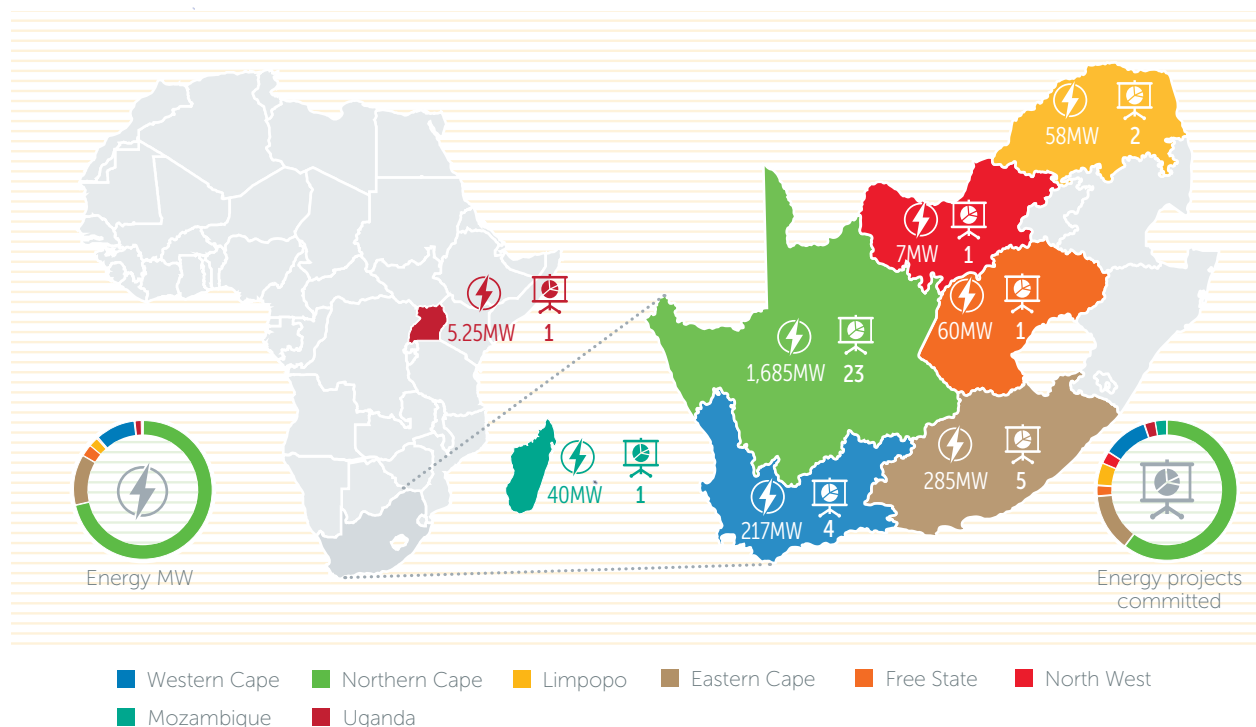 58MW 2
7MW 1
5.25MW 1
60MW 1
1,685MW 23
40MW 1
285MW 5
217MW 4
Energy MW
Energy projects
committed
Western Cape
Northern Cape
Limpopo
Eastern Cape
Free State
North West
Mozambique
Uganda